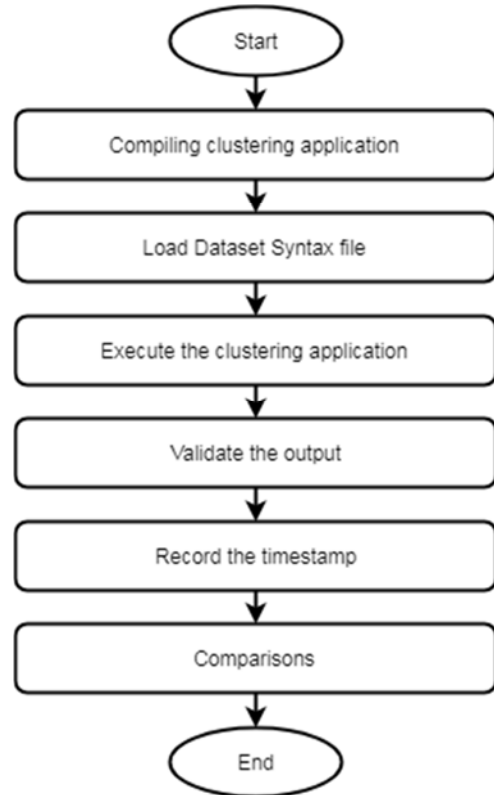 Start
Compiling clustering application
Load Dataset Syntax file
Execute the clustering application
Validate the output
Record the timestamp
Comparisons
End